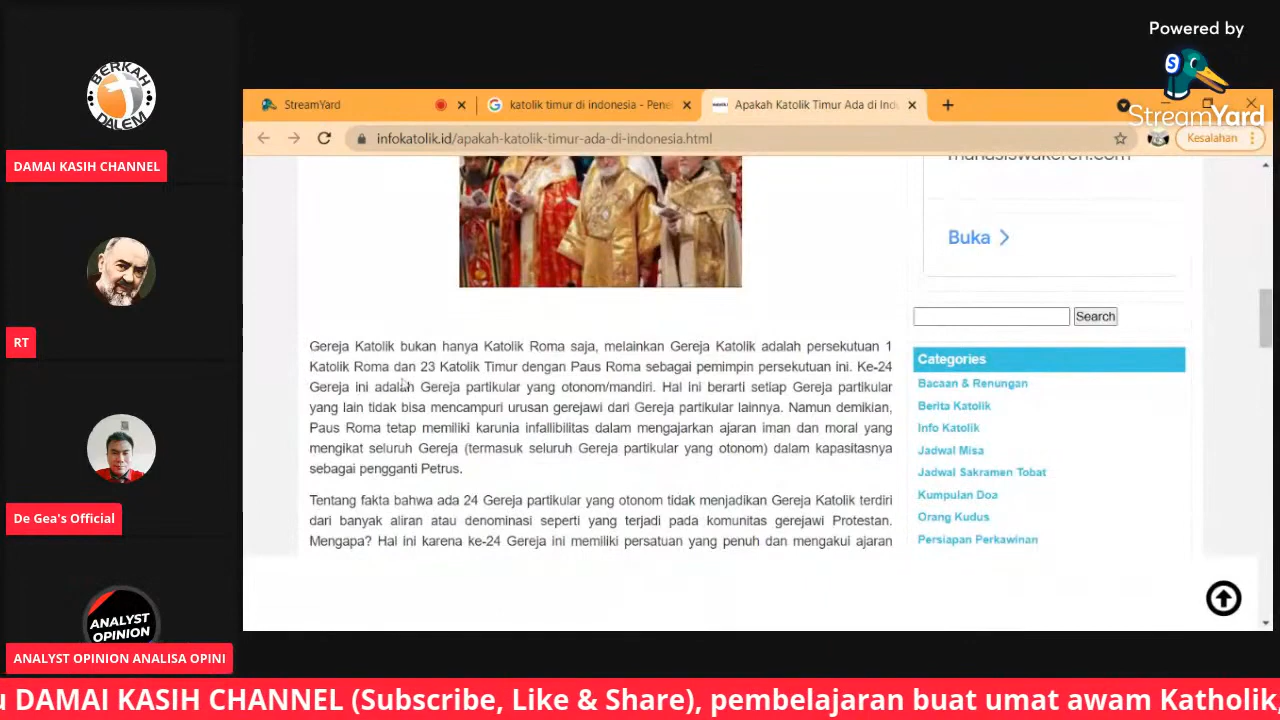 Powered by
StreamYard
BERKAH
DALEM
DAMAI KASIH CHANNEL
RT
De Gea's Official
ANALYST
OPINION
ANALYST OPINION ANALISA OPINI
StreamYard
katolik timur di indonesia - Pene
Apakah Katolik Timur Ada di Ind
infokatolik.id/apakah-katolik-timur-ada-di-indonesia.html
Kesalahan
mahasiswakeren.com
Buka
Search
Gereja Katolik bukan hanya Katolik Roma saja, melainkan Gereja Katolik adalah persekutuan 1
Katolik Roma dan 23 Katolik Timur dengan Paus Roma sebagai pemimpin persekutuan ini. Ke-24
Gereja ini adalah Gereja partikular yang otonom/mandiri. Hal ini berarti setiap Gereja partikular
yang lain tidak bisa mencampuri urusan gerejawi dari Gereja partikular lainnya. Namun demikian,
Paus Roma tetap memiliki karunia infallibilitas dalam mengajarkan ajaran iman dan moral yang
mengikat seluruh Gereja (termasuk seluruh Gereja partikular yang otonom) dalam kapasitasnya
sebagai pengganti Petrus.
Tentang fakta bahwa ada 24 Gereja partikular yang otonom tidak menjadikan Gereja Katolik terdiri
dari banyak aliran atau denominasi seperti yang terjadi pada komunitas gerejawi Protestan.
Mengapa? Hal ini karena ke-24 Gereja ini memiliki persatuan yang penuh dan mengakui ajaran
Categories
Bacaan & Renungan
Berita Katolik
Info Katolik
Jadwal Misa
Jadwal Sakramen Tobat
Kumpulan Doa
Orang Kudus
Persiapan Perkawinan
u DAMAI KASIH CHANNEL (Subscribe, Like & Share), pembelajaran buat umat awam Katholik,